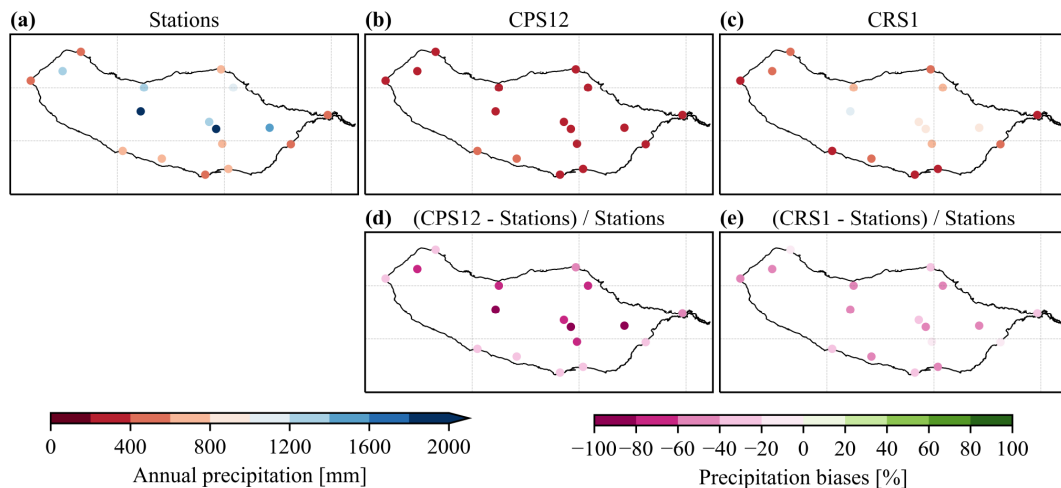 (a) Stations
(b) CPS12
(c) CRS1
(d) (CPS12 - Stations) / Stations
(e) (CRS1 - Stations) / Stations
0 400 800 1200 1600 2000
Annual precipitation [mm]
−100 −80 −60 −40 −20 0 20 40 60 80 100
Precipitation biases [%]